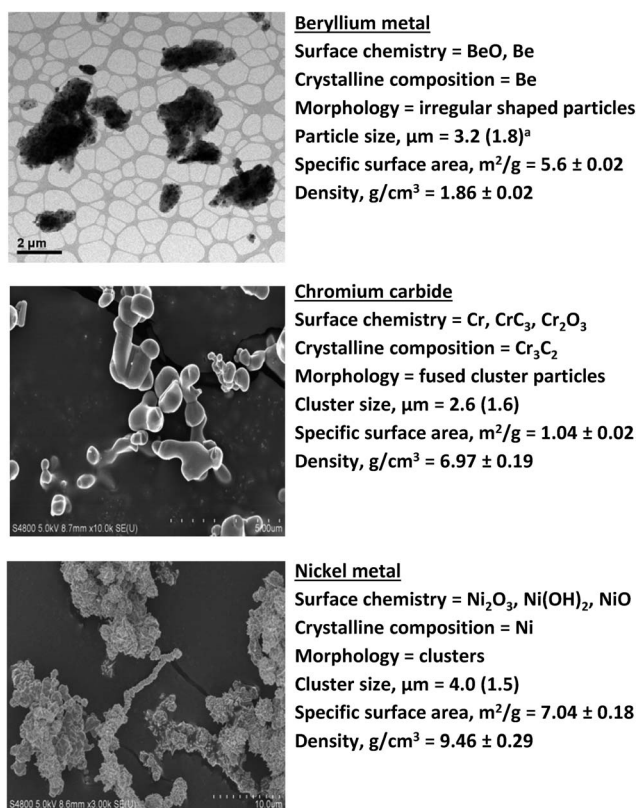 Beryllium metal
Surface chemistry = BeO, Be
Crystalline composition = Be
Morphology = irregular shaped particles
Particle size, µm = 3.2 (1.8)ᵃ
Specific surface area, m²/g = 5.6 ± 0.02
Density, g/cm³ = 1.86 ± 0.02
2 µm
Chromium carbide
Surface chemistry = Cr, CrC₃, Cr₂O₃
Crystalline composition = Cr₃C₂
Morphology = fused cluster particles
Cluster size, µm = 2.6 (1.6)
Specific surface area, m²/g = 1.04 ± 0.02
Density, g/cm³ = 6.97 ± 0.19
S4800 5.0kV 8.7mm x10.0k SE(U) 5.00um
Nickel metal
Surface chemistry = Ni₂O₃, Ni(OH)₂, NiO
Crystalline composition = Ni
Morphology = clusters
Cluster size, µm = 4.0 (1.5)
Specific surface area, m²/g = 7.04 ± 0.18
Density, g/cm³ = 9.46 ± 0.29
S4800 5.0kV 8.6mm x3.00k SE(U) 10.0um